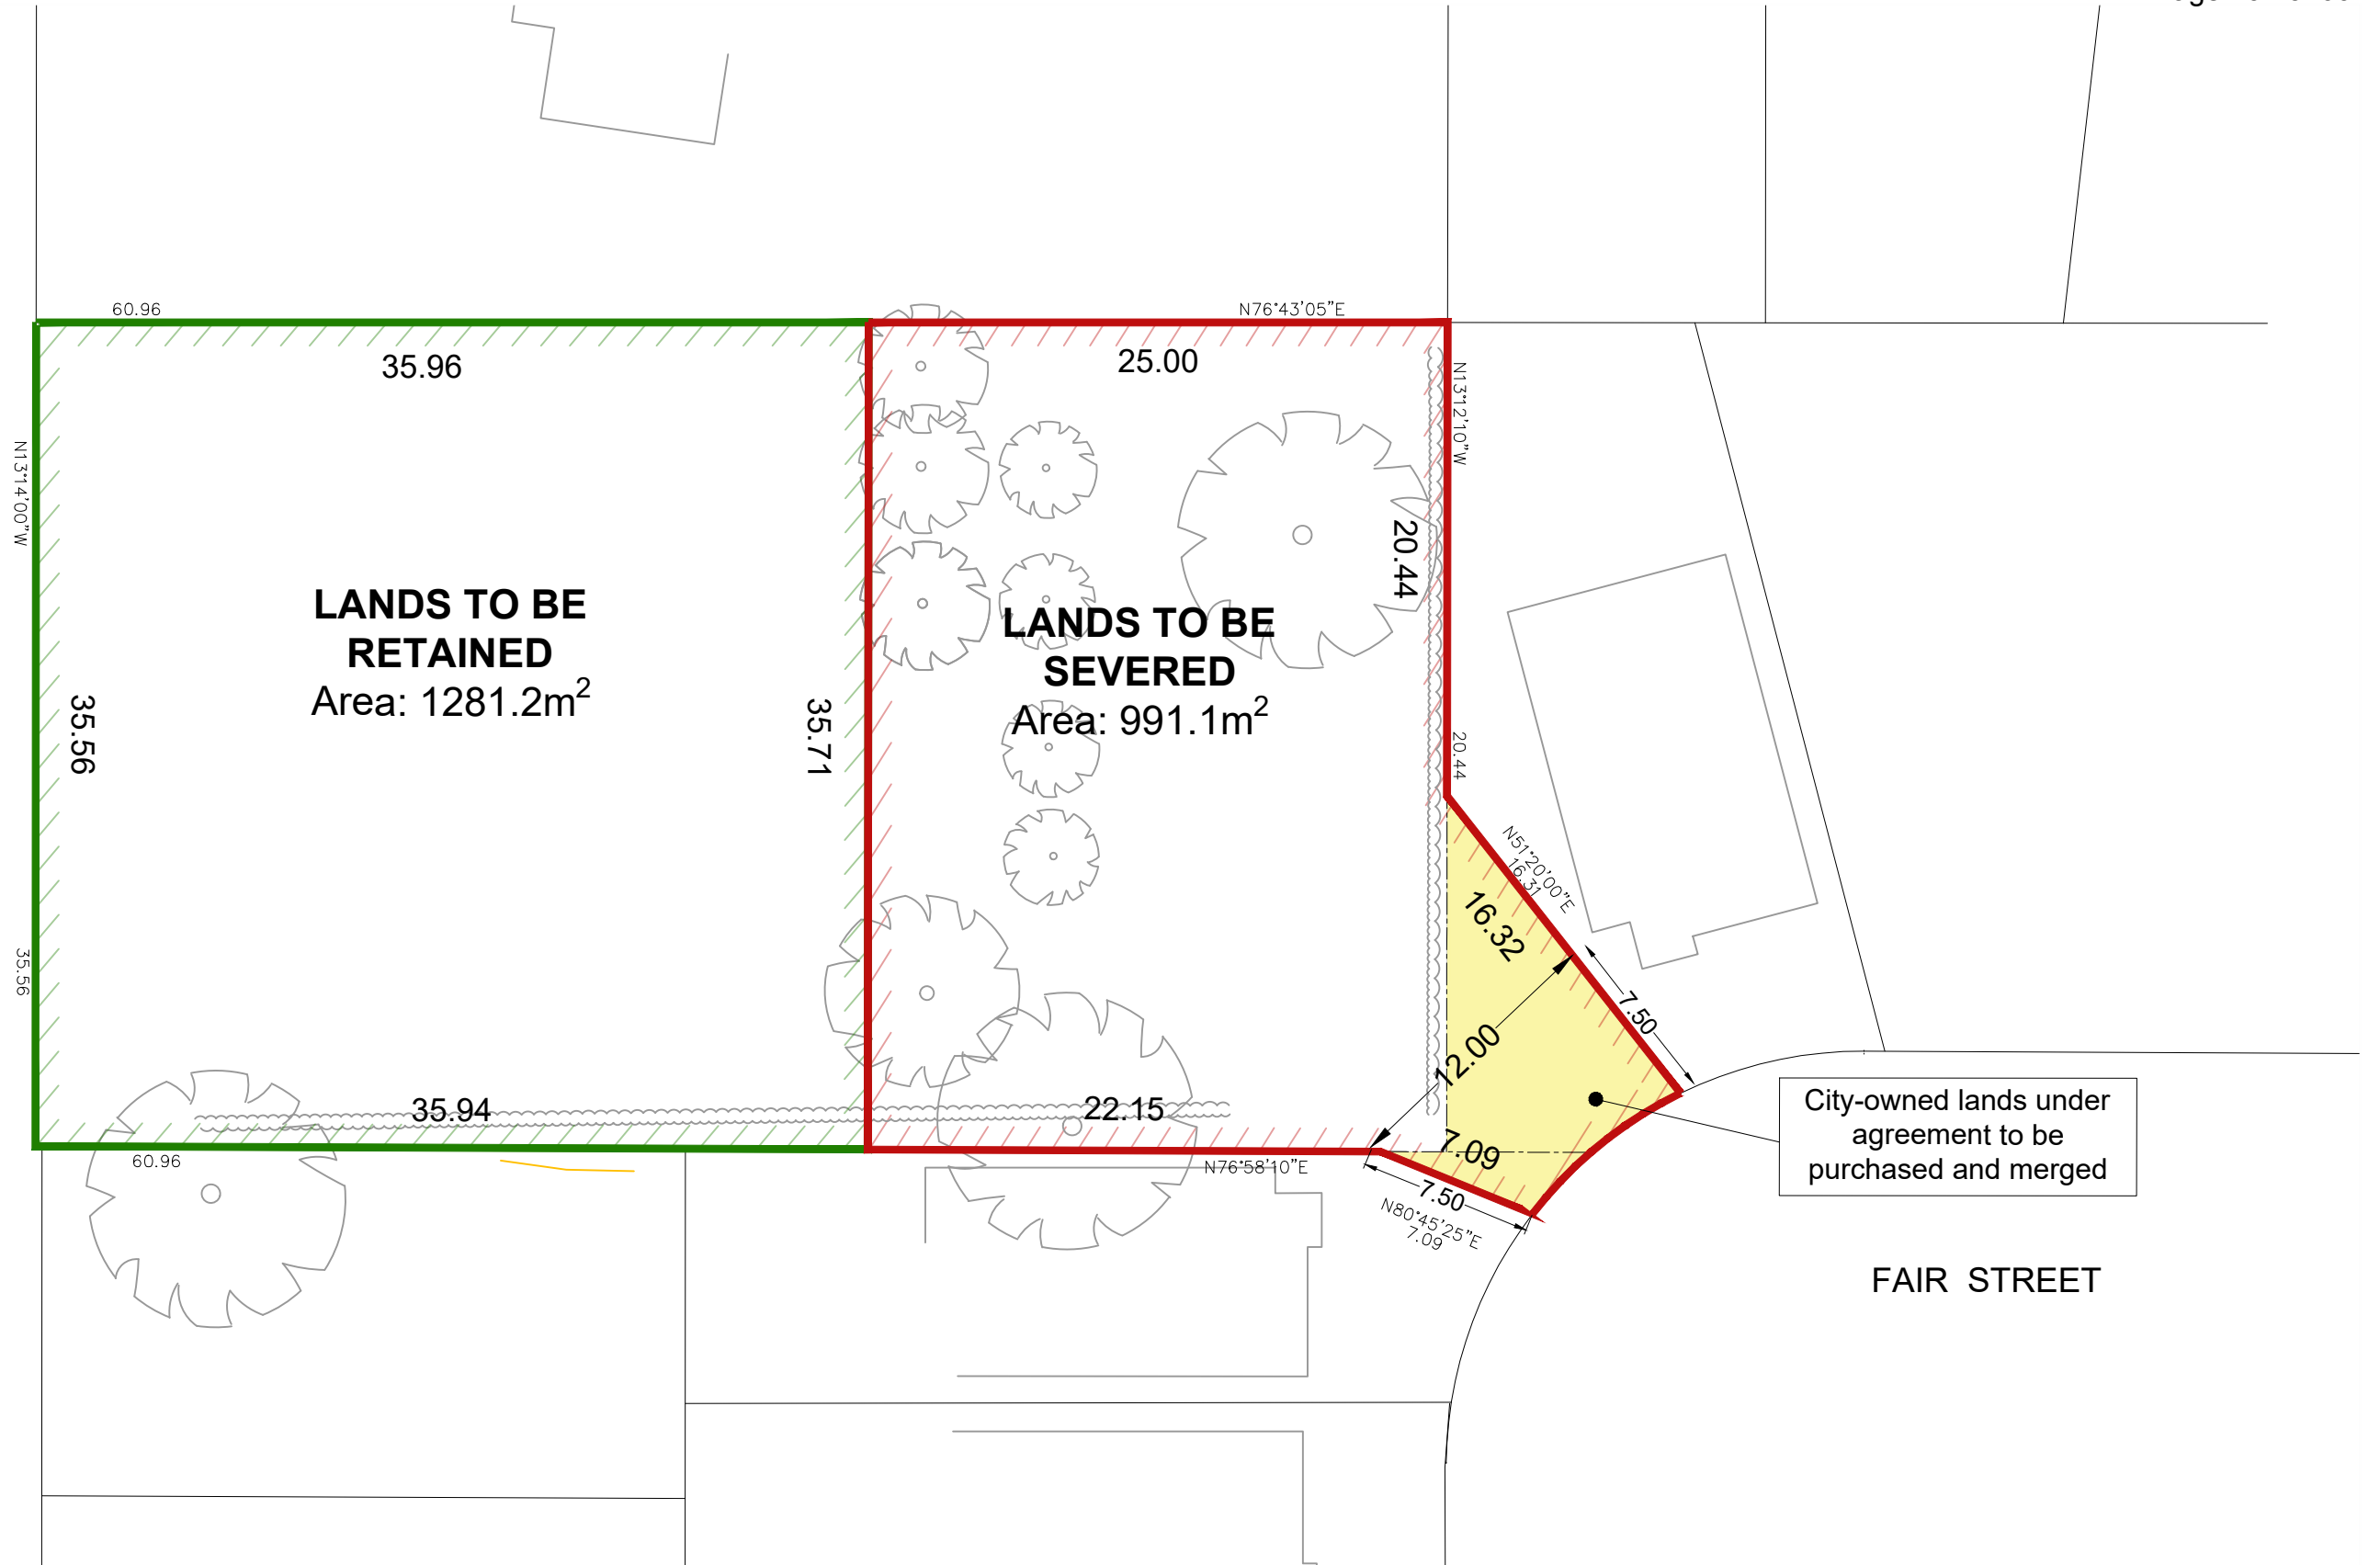 60.96
N76°43'05"E
35.96
25.00
N13°14'00"W
N13°12'10"W
20.44
LANDS TO BE
RETAINED
Area: 1281.2m²
LANDS TO BE
SEVERED
Area: 991.1m²
35.56
35.71
20.44
N51°20'00"E
16.31
16.32
35.56
7.50
12.00
35.94
22.15
City-owned lands under
agreement to be
purchased and merged
7.09
60.96
N76°58'10"E
7.50
N80°45'25"E
7.09
FAIR STREET